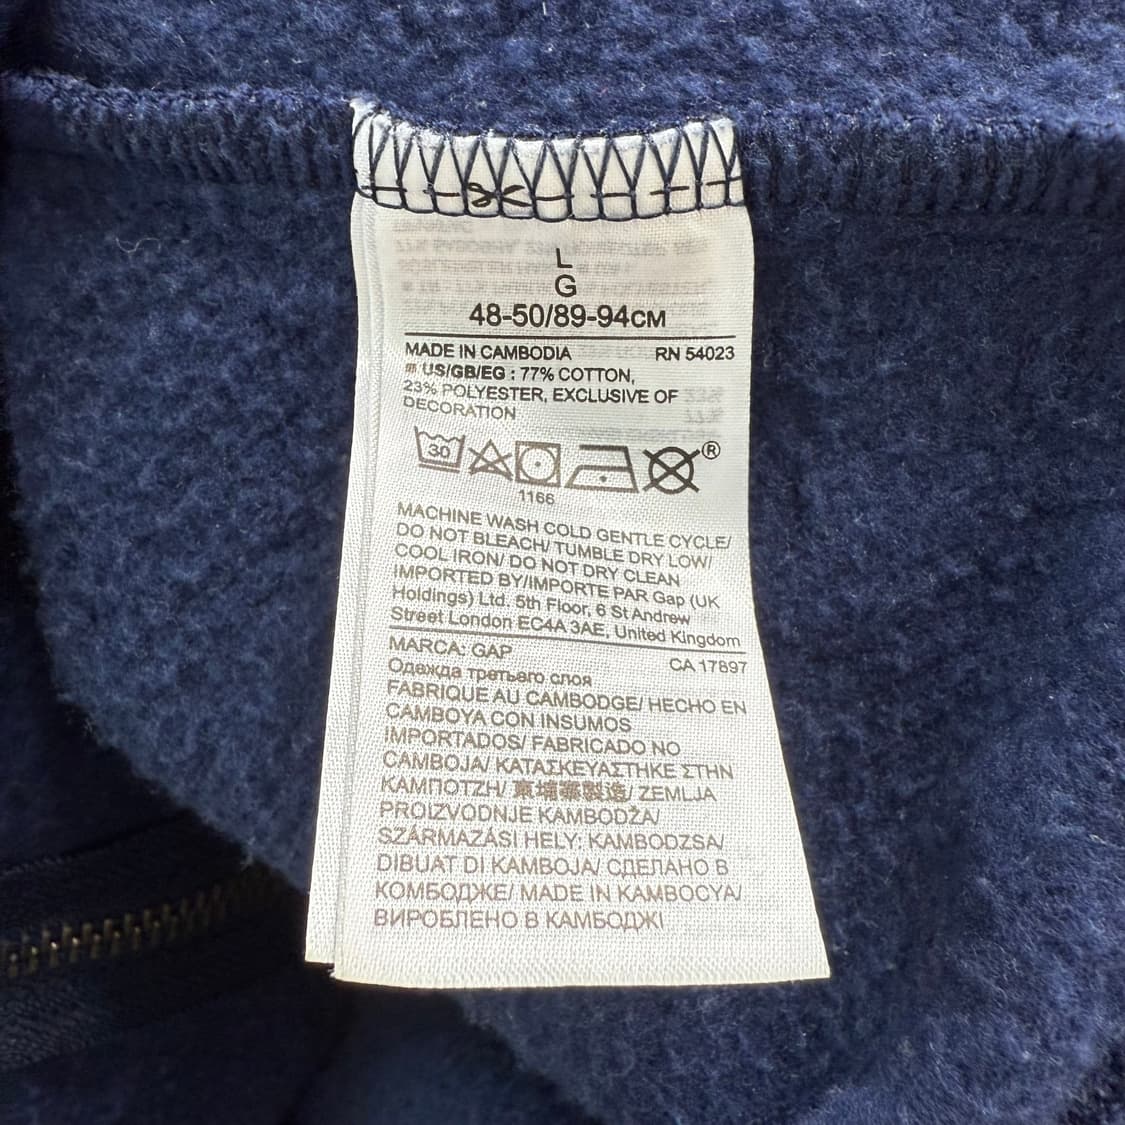 L
G
48-50/89-94CM
MADE IN CAMBODIA RN 54023
US/GB/EG : 77% COTTON,
23% POLYESTER, EXCLUSIVE OF
DECORATION
30 ®
1166
MACHINE WASH COLD GENTLE CYCLE/
DO NOT BLEACH/ TUMBLE DRY LOW/
COOL IRON/ DO NOT DRY CLEAN
IMPORTED BY/IMPORTE PAR Gap (UK
Holdings) Ltd. 5th Floor, 6 St Andrew
Street London EC4A 3AE, United Kingdom
MARCA: GAP CA 17897
Одежда третьего слоя
FABRIQUE AU CAMBODGE/ HECHO EN
CAMBOYA CON INSUMOS
IMPORTADOS/ FABRICADO NO
CAMBOJA/ ΚΑΤΑΣΚΕΥΑΣΤΗΚΕ ΣΤΗΝ
ΚΑΜΠΟΤΖΗ/ 柬埔寨製造/ ZEMLJA
PROIZVODNJE KAMBODŽA/
SZÁRMAZÁSI HELY: KAMBODZSA/
DIBUAT DI KAMBOJA/ СДЕЛАНО В
КОМБОДЖЕ/ MADE IN KAMBOCYA/
ВИРОБЛЕНО В КАМБОДЖІ